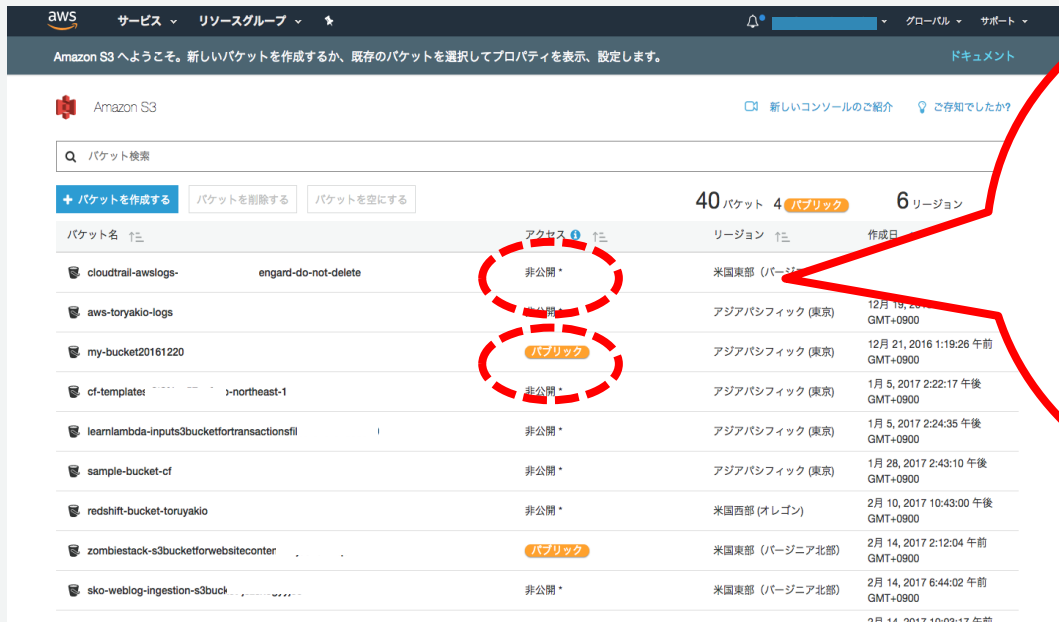 aws サービス リソースグループ グローバル サポート
Amazon S3 へようこそ。新しいバケットを作成するか、既存のバケットを選択してプロパティを表示、設定します。 ドキュメント
Amazon S3 新しいコンソールのご紹介 ご存知でしたか?
バケット検索
+ バケットを作成する バケットを削除する バケットを空にする 40 バケット 4 パブリック 6 リージョン
バケット名 アクセス リージョン 作成日
cloudtrail-awslogs- engard-do-not-delete 非公開 * 米国東部（バージニ
aws-toryakio-logs 非公開 * アジアパシフィック (東京) 12月 19,
GMT+0900
my-bucket20161220 パブリック アジアパシフィック (東京) 12月 21, 2016 1:19:26 午前
GMT+0900
cf-templates -northeast-1 非公開 * アジアパシフィック (東京) 1月 5, 2017 2:22:17 午後
GMT+0900
learnlambda-inputs3bucketfortransactionsfil 非公開 * アジアパシフィック (東京) 1月 5, 2017 2:24:35 午後
GMT+0900
sample-bucket-cf 非公開 * アジアパシフィック (東京) 1月 28, 2017 2:43:10 午後
GMT+0900
redshift-bucket-toruyakio 非公開 * 米国西部 (オレゴン) 2月 10, 2017 10:43:00 午後
GMT+0900
zombiestack-s3bucketforwebsiteconten パブリック 米国東部（バージニア北部） 2月 14, 2017 2:12:04 午前
GMT+0900
sko-weblog-ingestion-s3buck 非公開 * 米国東部（バージニア北部） 2月 14, 2017 6:44:02 午前
GMT+0900
2月 14, 2017 10:03:17 午前